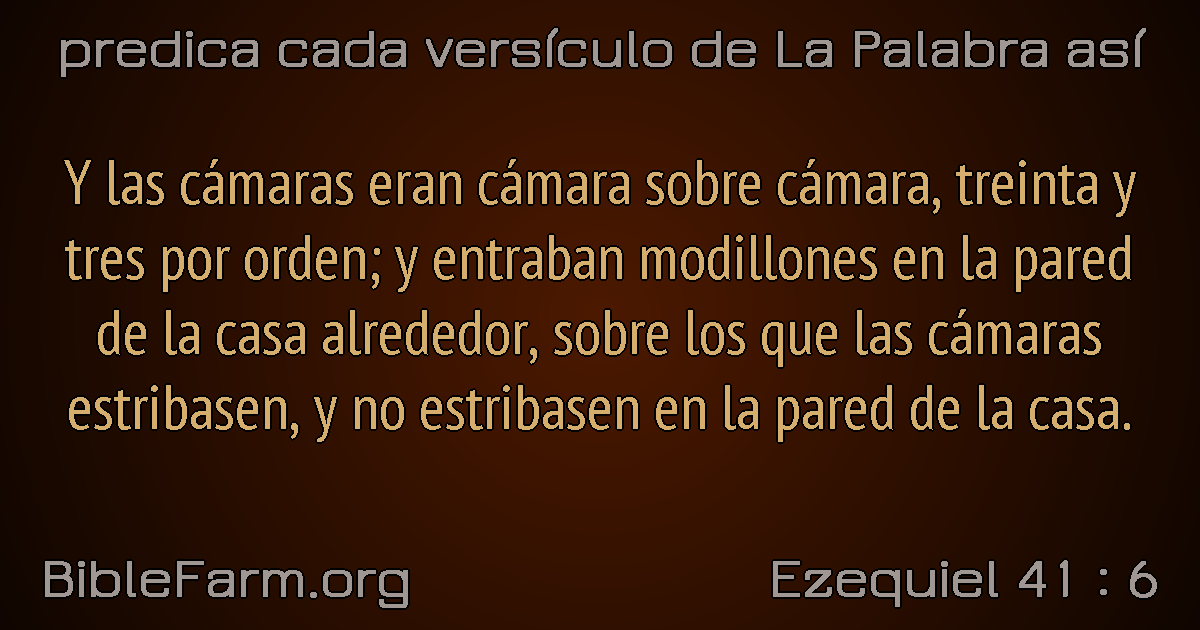 predica cada versículo de La Palabra así
Y las cámaras eran cámara sobre cámara, treinta y
tres por orden; y entraban modillones en la pared
de la casa alrededor, sobre los que las cámaras
estribasen, y no estribasen en la pared de la casa.
BibleFarm.org
Ezequiel 41 : 6